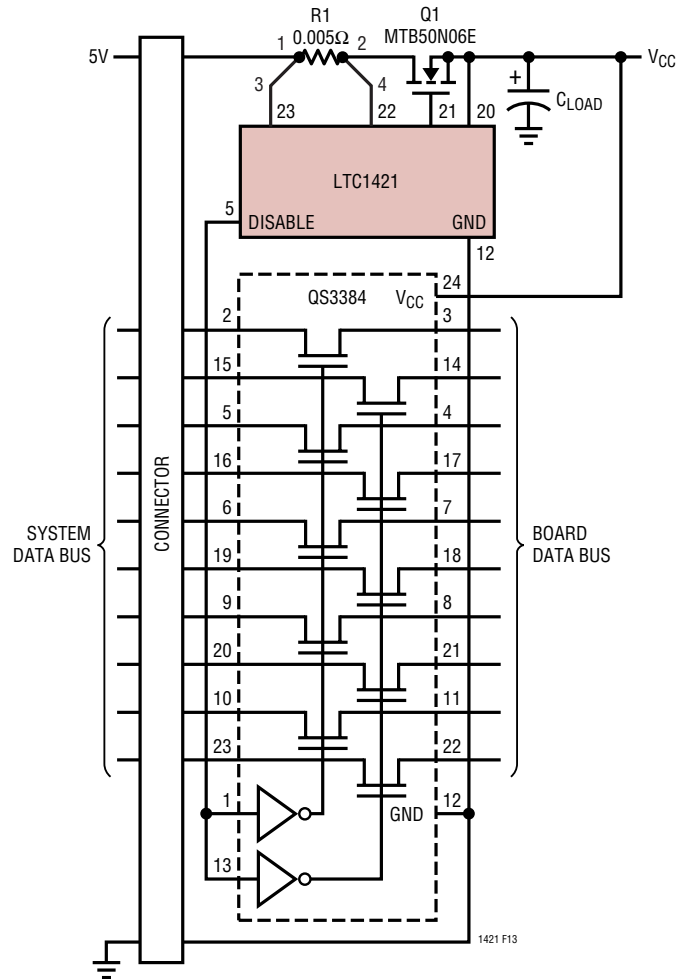 R1
0.005Ω
Q1
MTB50N06E
5V
1
2
VCC
3
4
+
CLOAD
23
22
21
20
LTC1421
5
DISABLE
GND
12
24
QS3384
VCC
2
3
15
14
5
4
16
17
6
7
19
18
9
8
20
21
10
11
23
22
SYSTEM
DATA BUS
CONNECTOR
BOARD
DATA BUS
1
GND
12
13
1421 F13